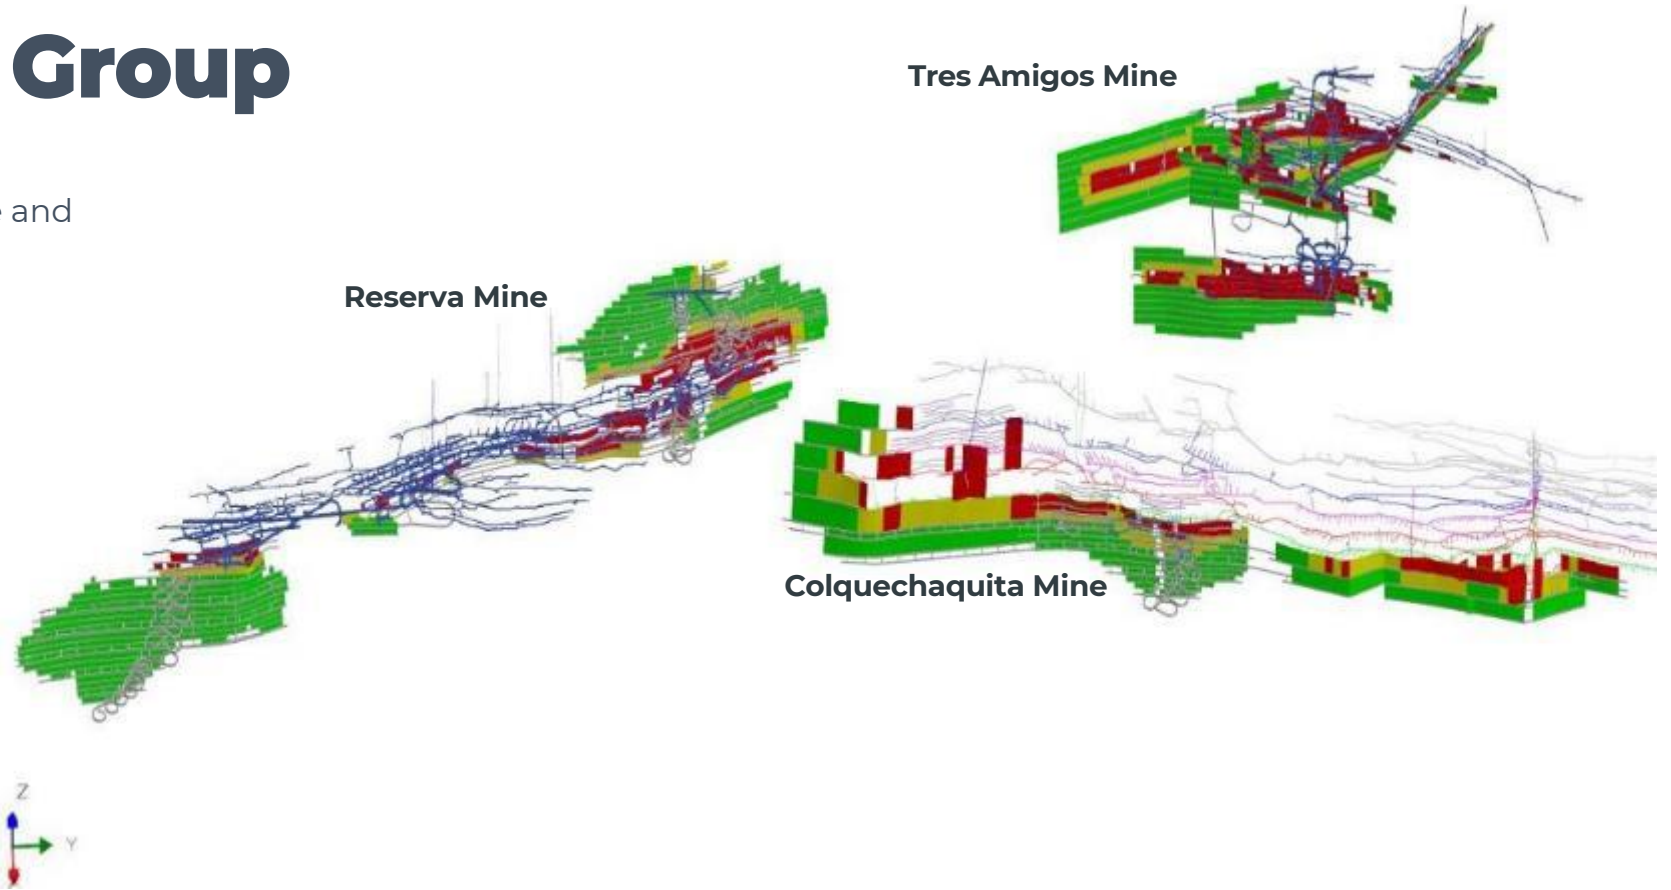 Group
Tres Amigos Mine
and
Reserva Mine
Colquechaquita Mine
Z
Y